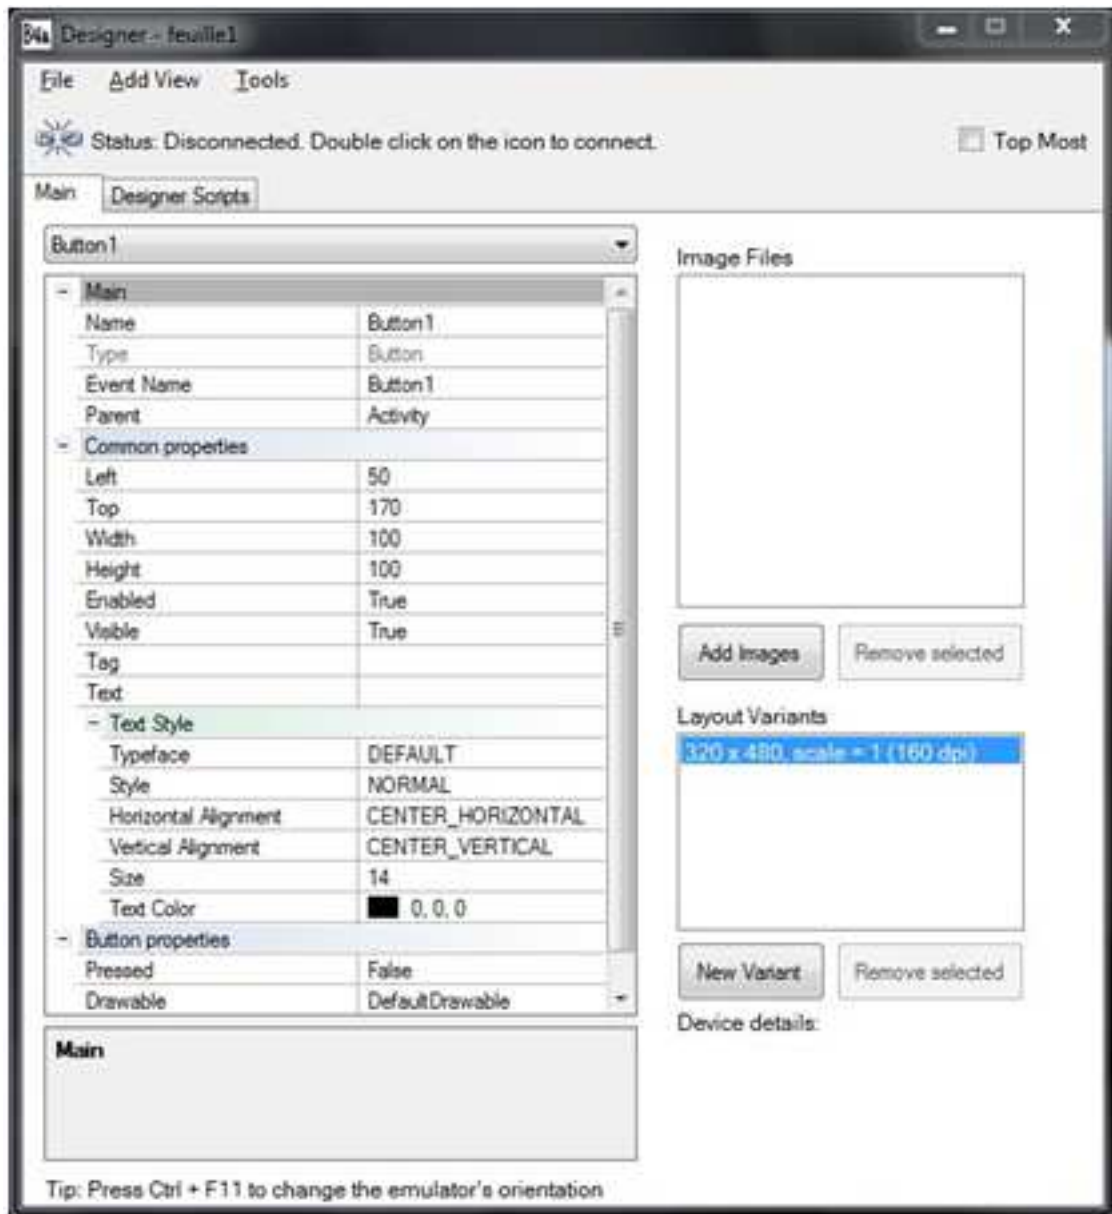 B4a Designer - feuille1
File Add View Tools
Status: Disconnected. Double click on the icon to connect.
Top Most
Main Designer Scripts
Button1
Main
Name Button1
Type Button
Event Name Button1
Parent Activity
Common properties
Left 50
Top 170
Width 100
Height 100
Enabled True
Visible True
Tag
Text
Text Style
Typeface DEFAULT
Style NORMAL
Horizontal Alignment CENTER_HORIZONTAL
Vertical Alignment CENTER_VERTICAL
Size 14
Text Color 0, 0, 0
Button properties
Pressed False
Drawable DefaultDrawable
Main
Tip: Press Ctrl + F11 to change the emulator's orientation
Image Files
Add Images Remove selected
Layout Variants
320 x 480, scale = 1 (160 dpi)
New Variant Remove selected
Device details: